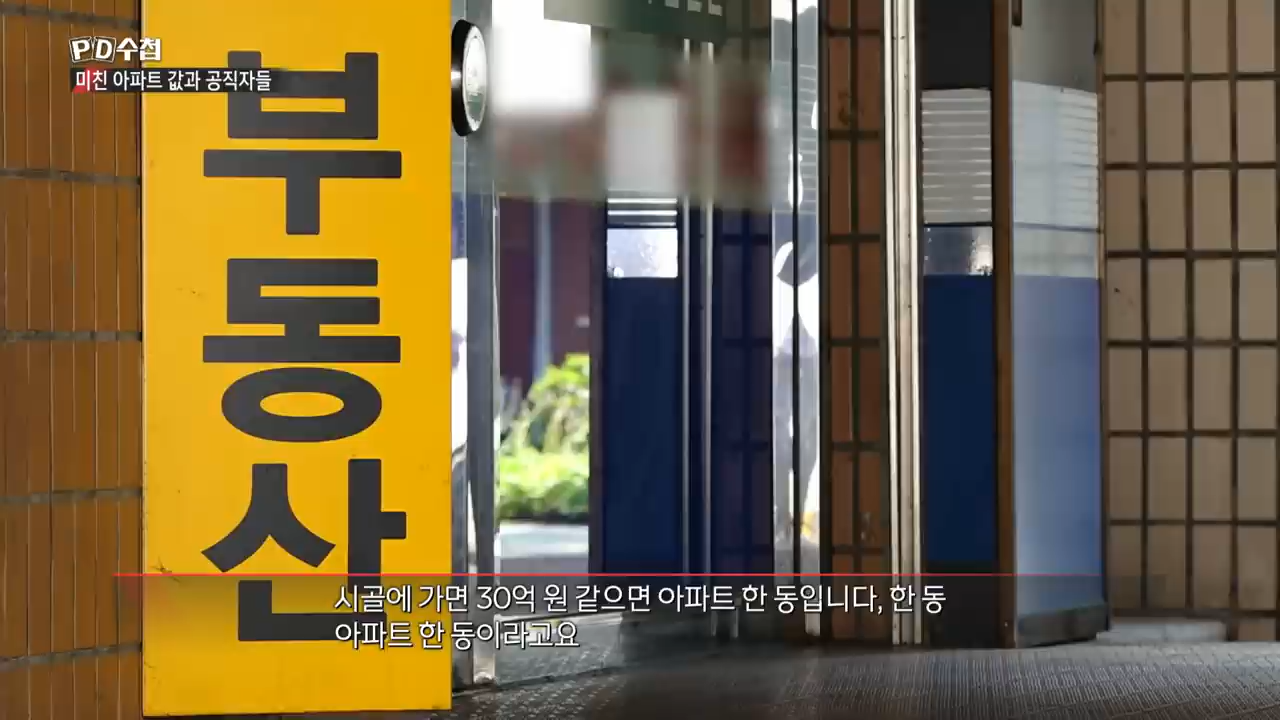 PD수첩
미친 아파트 값과 공직자들
부동산
시골에 가면 30억 원 같으면 아파트 한 동입니다, 한 동
아파트 한 동이라고요